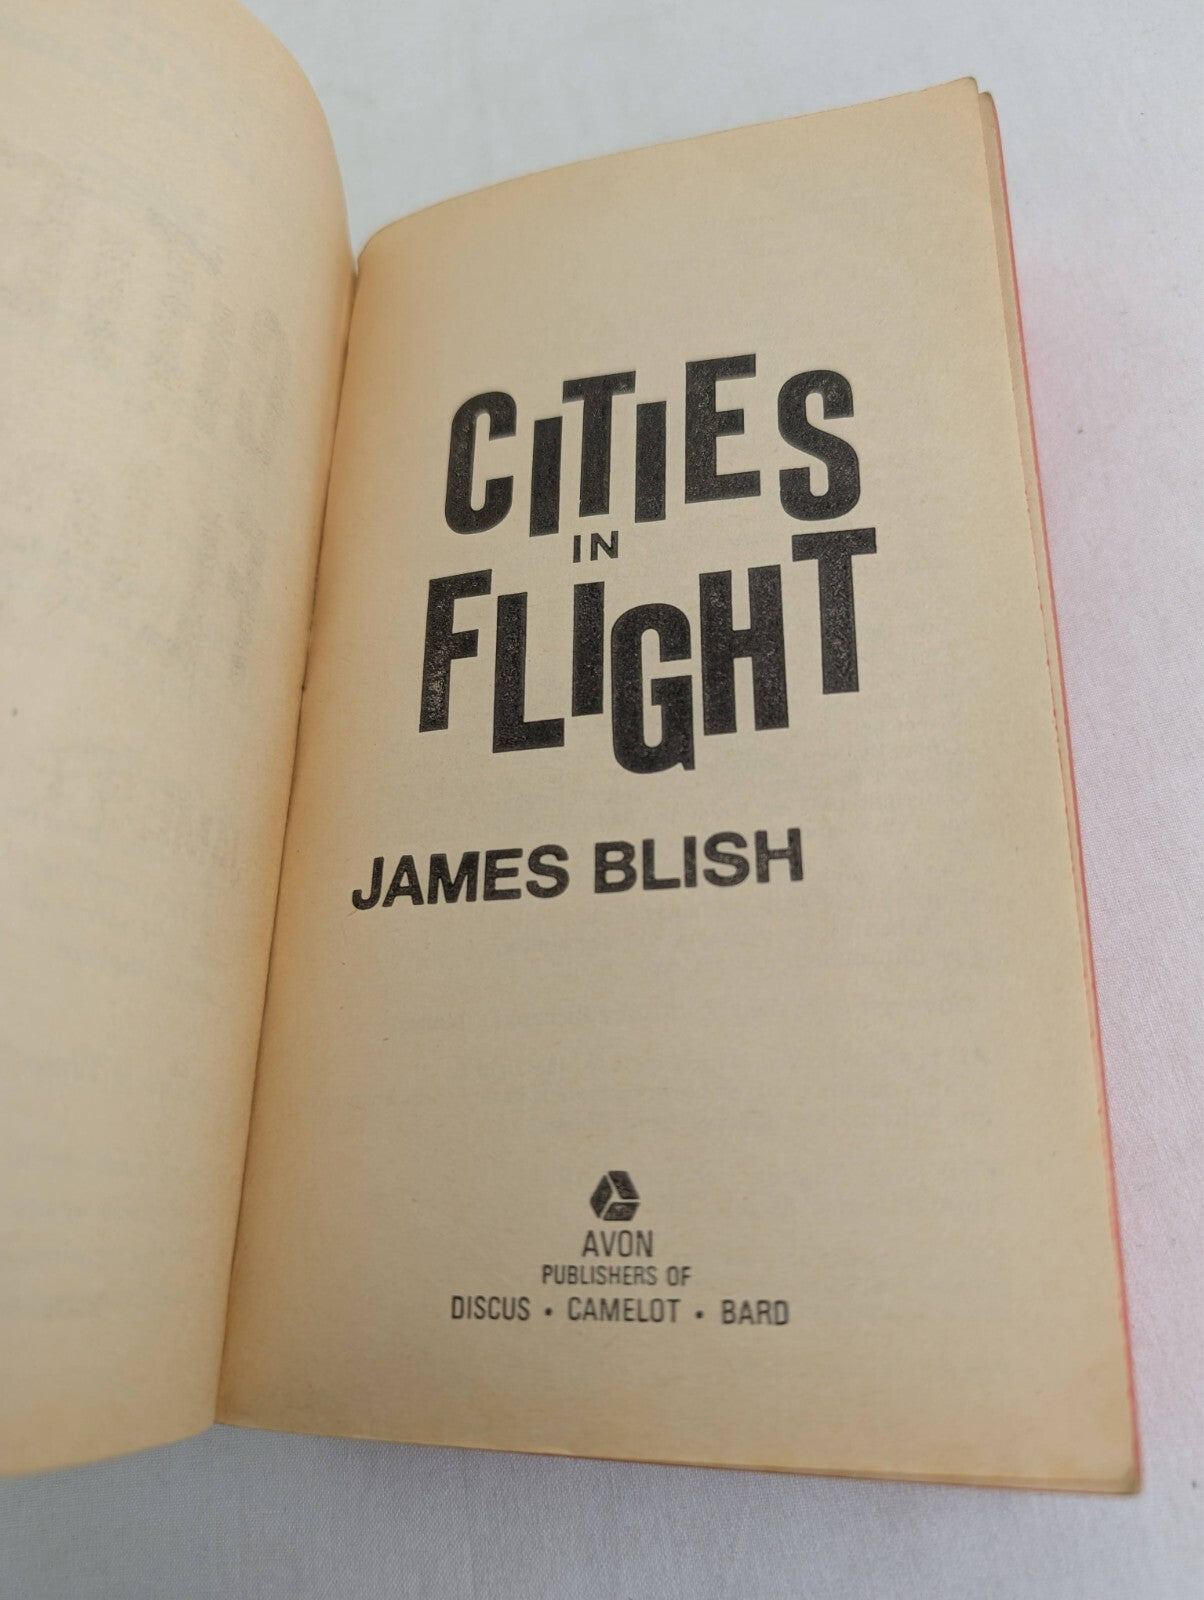 CITIES
IN
FLIGHT
JAMES BLISH
AVON
PUBLISHERS OF
DISCUS • CAMELOT • BARD